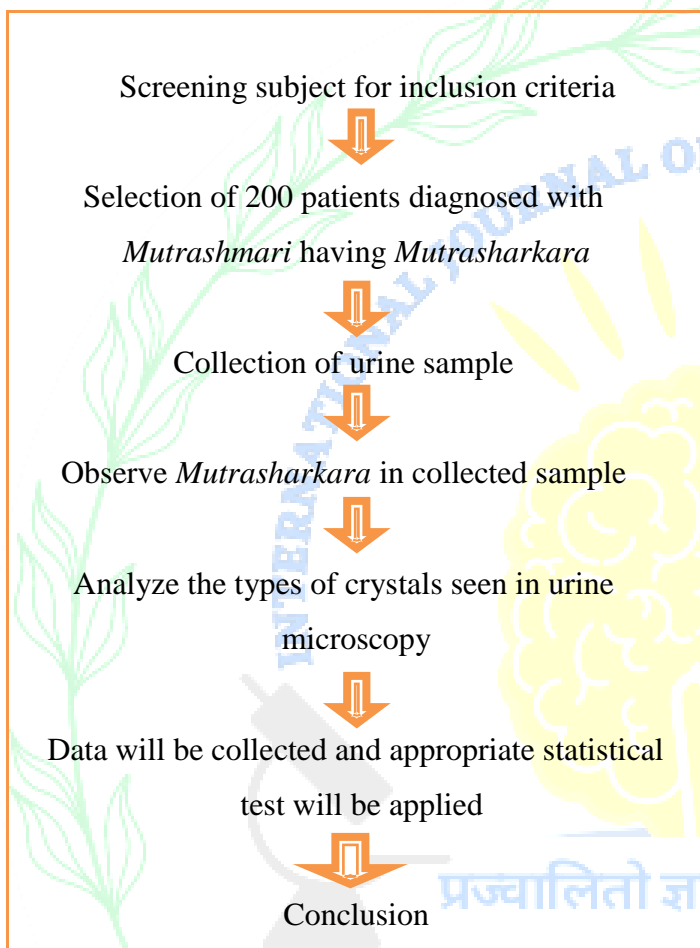 Screening subject for inclusion criteria
Selection of 200 patients diagnosed with
Mutrashmari having Mutrasharkara
Collection of urine sample
Observe Mutrasharkara in collected sample
Analyze the types of crystals seen in urine
microscopy
Data will be collected and appropriate statistical
test will be applied
Conclusion
INTERNATIONAL JOURNAL O
प्रज्वालितो ज्ञ